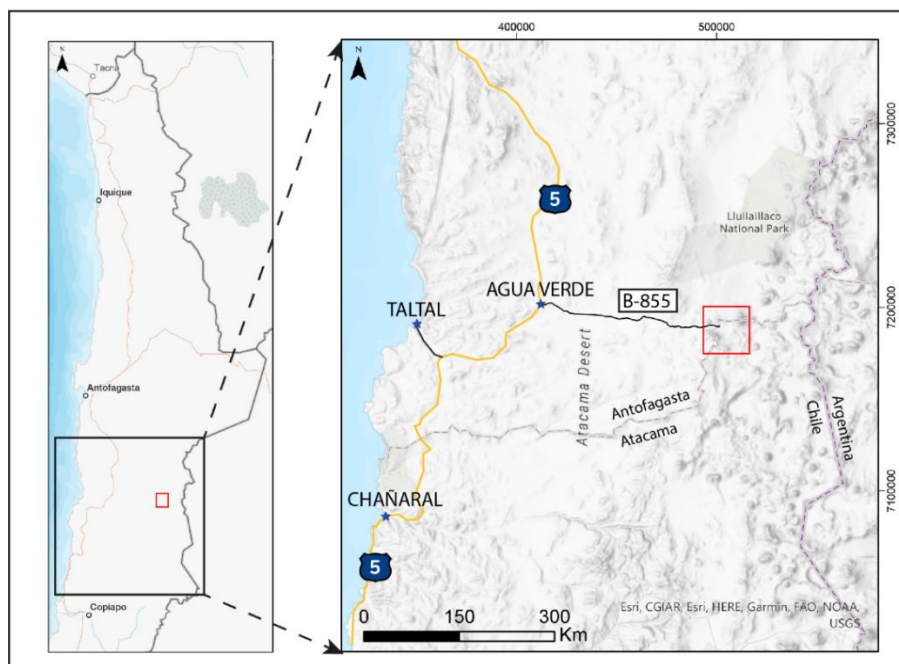 N
Tacna
Iquique
Antofagasta
Copiapo
400000
500000
N
7300000
5
Llullaillaco
National Park
AGUA VERDE
B-855
7200000
TALTAL
Atacama Desert
Antofagasta
Atacama
Argentina
Chile
7100000
CHAÑARAL
5
Esri, CGIAR, Esri, HERE, Garmin, FAO, NOAA,
USGS
0
150
300
Km